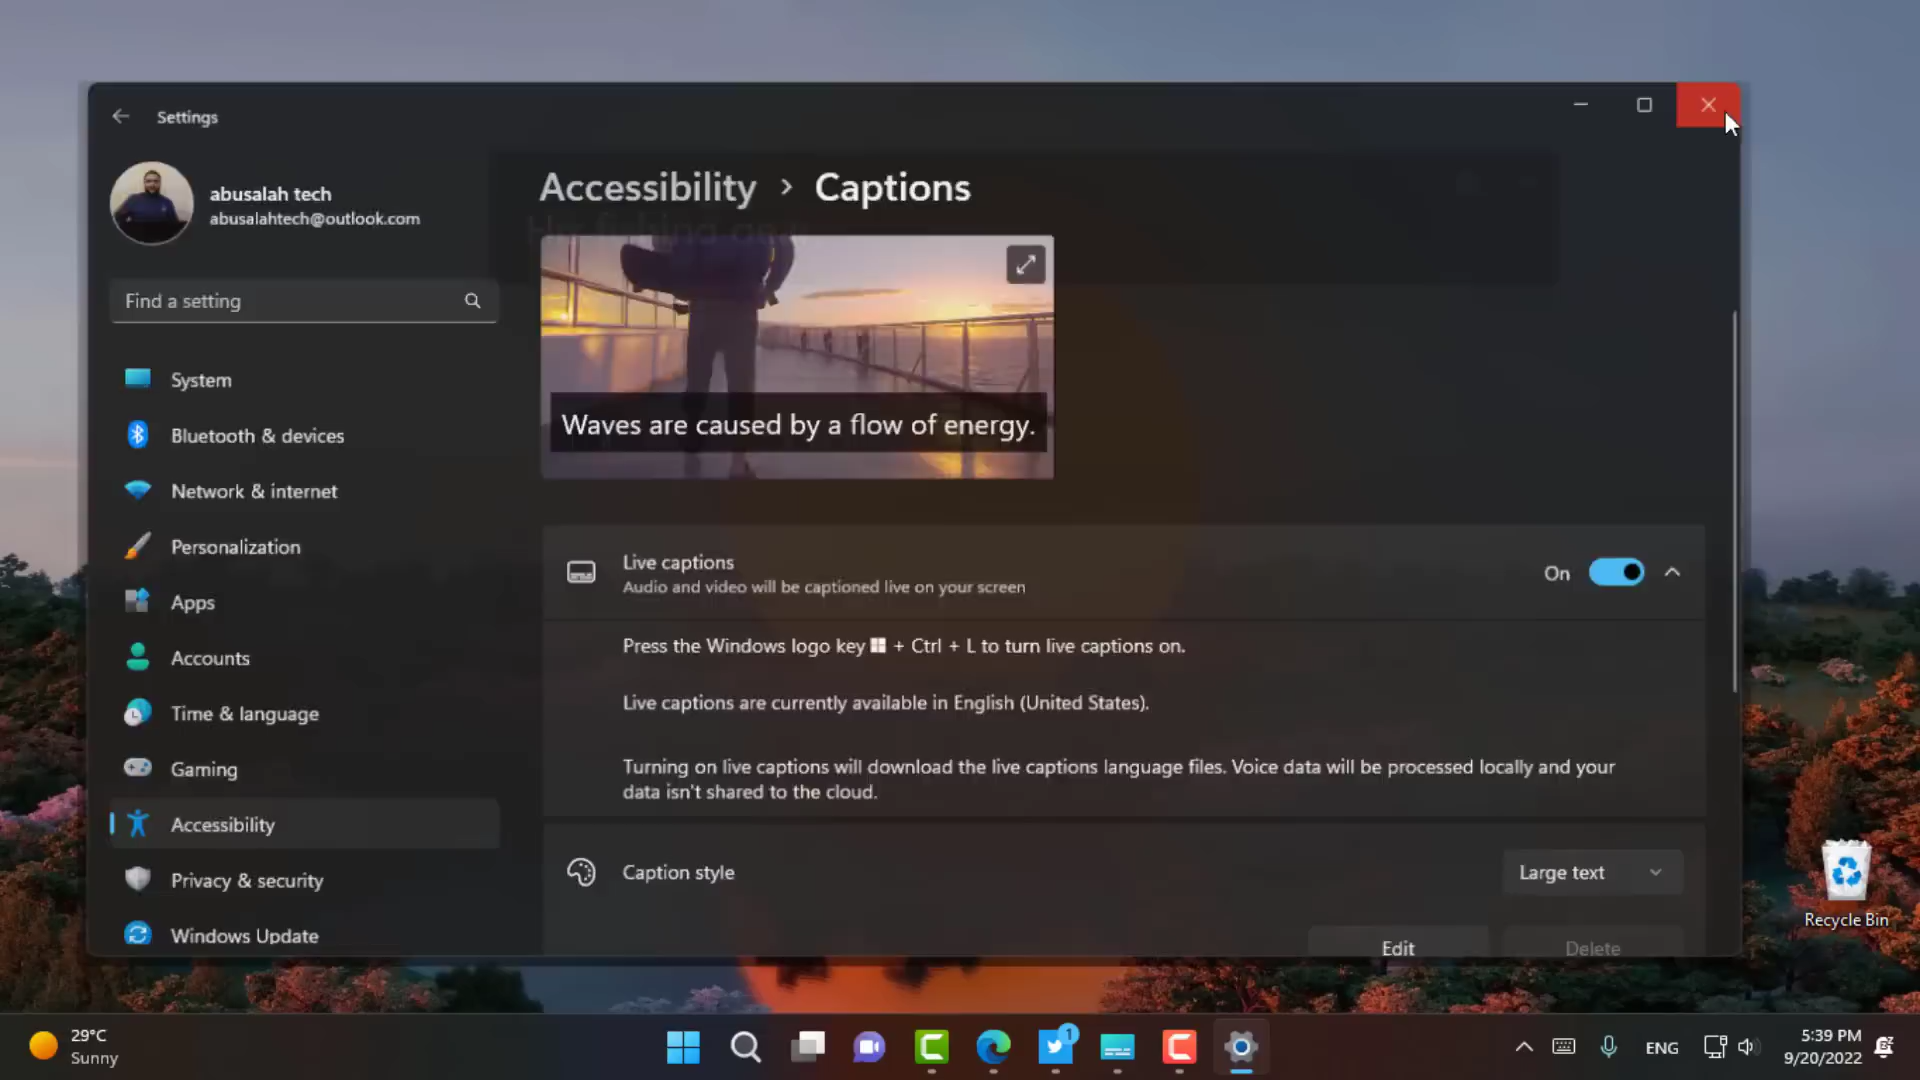 Settings
abusalah tech
abusalahtech@outlook.com
Find a setting
System
Bluetooth & devices
Network & internet
Personalization
Apps
Accounts
Time & language
Gaming
Accessibility
Privacy & security
Windows Update
Accessibility > Captions
Waves are caused by a flow of energy.
Live captions
Audio and video will be captioned live on your screen
On
Press the Windows logo key + Ctrl + L to turn live captions on.
Live captions are currently available in English (United States).
Turning on live captions will download the live captions language files. Voice data will be processed locally and your
data isn't shared to the cloud.
Caption style
Large text
Edit
Delete
Recycle Bin
29°C
Sunny
1
ENG
5:39 PM
9/20/2022